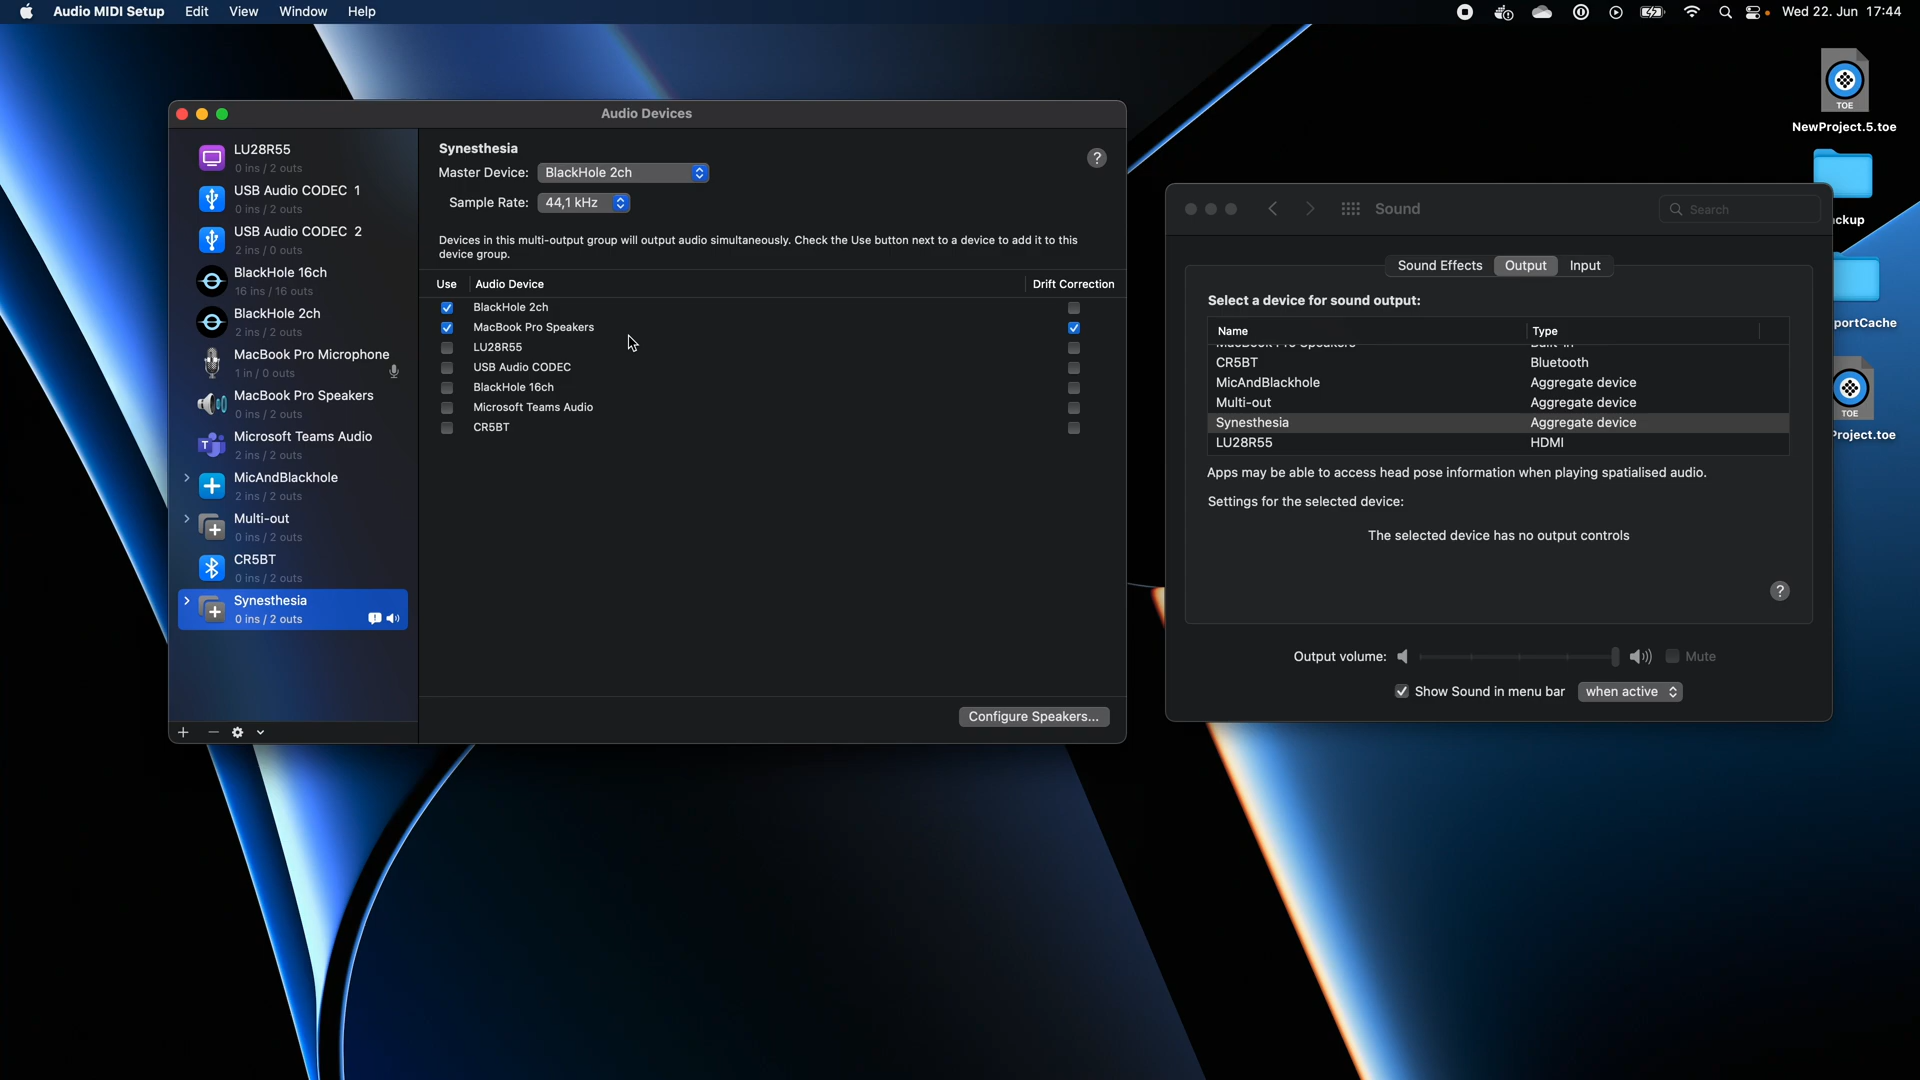 Audio MIDI Setup Edit View Window Help
Wed 22. Jun 17:44
Audio Devices
LU28R55
0 ins / 2 outs
USB Audio CODEC 1
0 ins / 2 outs
USB Audio CODEC 2
2 ins / 0 outs
BlackHole 16ch
16 ins / 16 outs
BlackHole 2ch
2 ins / 2 outs
MacBook Pro Microphone
1 in / 0 outs
MacBook Pro Speakers
0 ins / 2 outs
Microsoft Teams Audio
2 ins / 2 outs
MicAndBlackhole
2 ins / 2 outs
Multi-out
0 ins / 2 outs
CR5BT
0 ins / 2 outs
Synesthesia
0 ins / 2 outs
Synesthesia
Master Device: BlackHole 2ch
Sample Rate: 44,1 kHz
Devices in this multi-output group will output audio simultaneously. Check the Use button next to a device to add it to this
device group.
Use Audio Device Drift Correction
BlackHole 2ch
MacBook Pro Speakers
LU28R55
USB Audio CODEC
BlackHole 16ch
Microsoft Teams Audio
CR5BT
Configure Speakers...
Sound
Search
Sound Effects Output Input
Select a device for sound output:
Name Type
CR5BT Bluetooth
MicAndBlackhole Aggregate device
Multi-out Aggregate device
Synesthesia Aggregate device
LU28R55 HDMI
Apps may be able to access head pose information when playing spatialised audio.
Settings for the selected device:
The selected device has no output controls
Output volume: Mute
Show Sound in menu bar when active
TOE
NewProject.5.toe
ckup
portCache
TOE
Project.toe